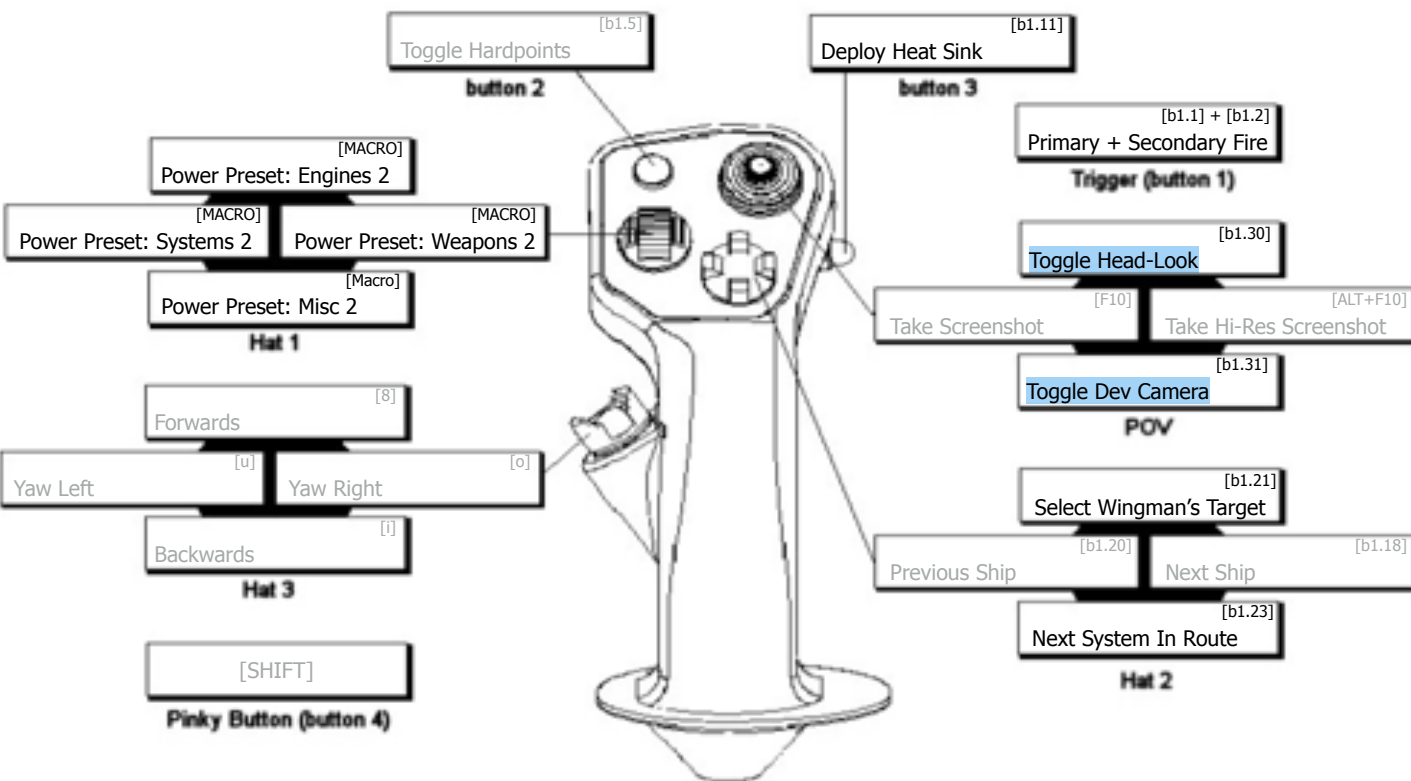 [b1.5]
Toggle Hardpoints
button 2
[b1.11]
Deploy Heat Sink
button 3
[b1.1] + [b1.2]
Primary + Secondary Fire
Trigger (button 1)
[MACRO]
Power Preset: Engines 2
[MACRO]
Power Preset: Systems 2
[MACRO]
Power Preset: Weapons 2
[Macro]
Power Preset: Misc 2
Hat 1
[b1.30]
Toggle Head-Look
[F10]
Take Screenshot
[ALT+F10]
Take Hi-Res Screenshot
[b1.31]
Toggle Dev Camera
POV
[8]
Forwards
[u]
Yaw Left
[o]
Yaw Right
[i]
Backwards
Hat 3
[b1.21]
Select Wingman’s Target
[b1.20]
Previous Ship
[b1.18]
Next Ship
[b1.23]
Next System In Route
Hat 2
[SHIFT]
Pinky Button (button 4)